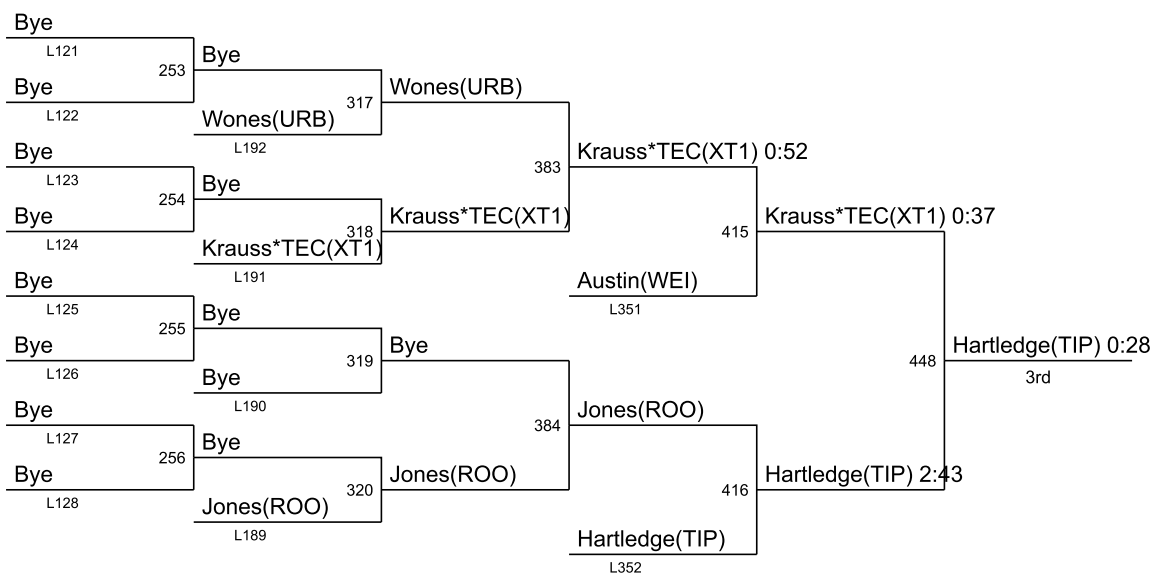 Bye
L121
Bye
253
Bye
L122
Wones(URB)
317
Wones(URB)
L192
Bye
L123
Krauss*TEC(XT1) 0:52
383
Bye
254
Bye
L124
Krauss*TEC(XT1)
318
Krauss*TEC(XT1)
L191
Krauss*TEC(XT1) 0:37
415
Austin(WEI)
L351
Bye
L125
Bye
255
Bye
L126
Bye
319
Bye
L190
Hartledge(TIP) 0:28
448
3rd
Bye
L127
Jones(ROO)
384
Bye
256
Bye
L128
Jones(ROO)
320
Jones(ROO)
L189
Hartledge(TIP) 2:43
416
Hartledge(TIP)
L352